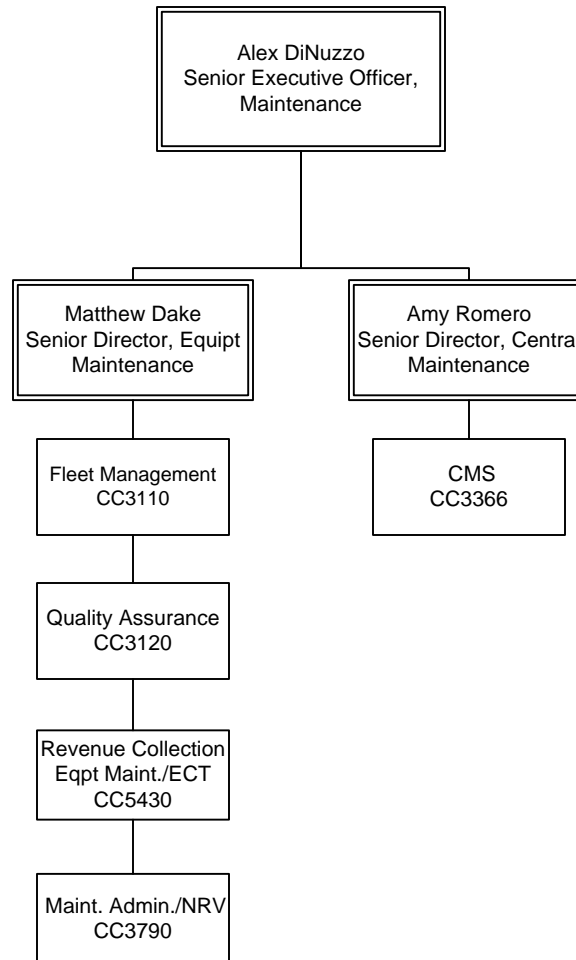 Alex DiNuzzo
Senior Executive Officer,
Maintenance
Matthew Dake
Senior Director, Equipt
Maintenance
Amy Romero
Senior Director, Centra
Maintenance
Fleet Management
CC3110
CMS
CC3366
Quality Assurance
CC3120
Revenue Collection
Eqpt Maint./ECT
CC5430
Maint. Admin./NRV
CC3790